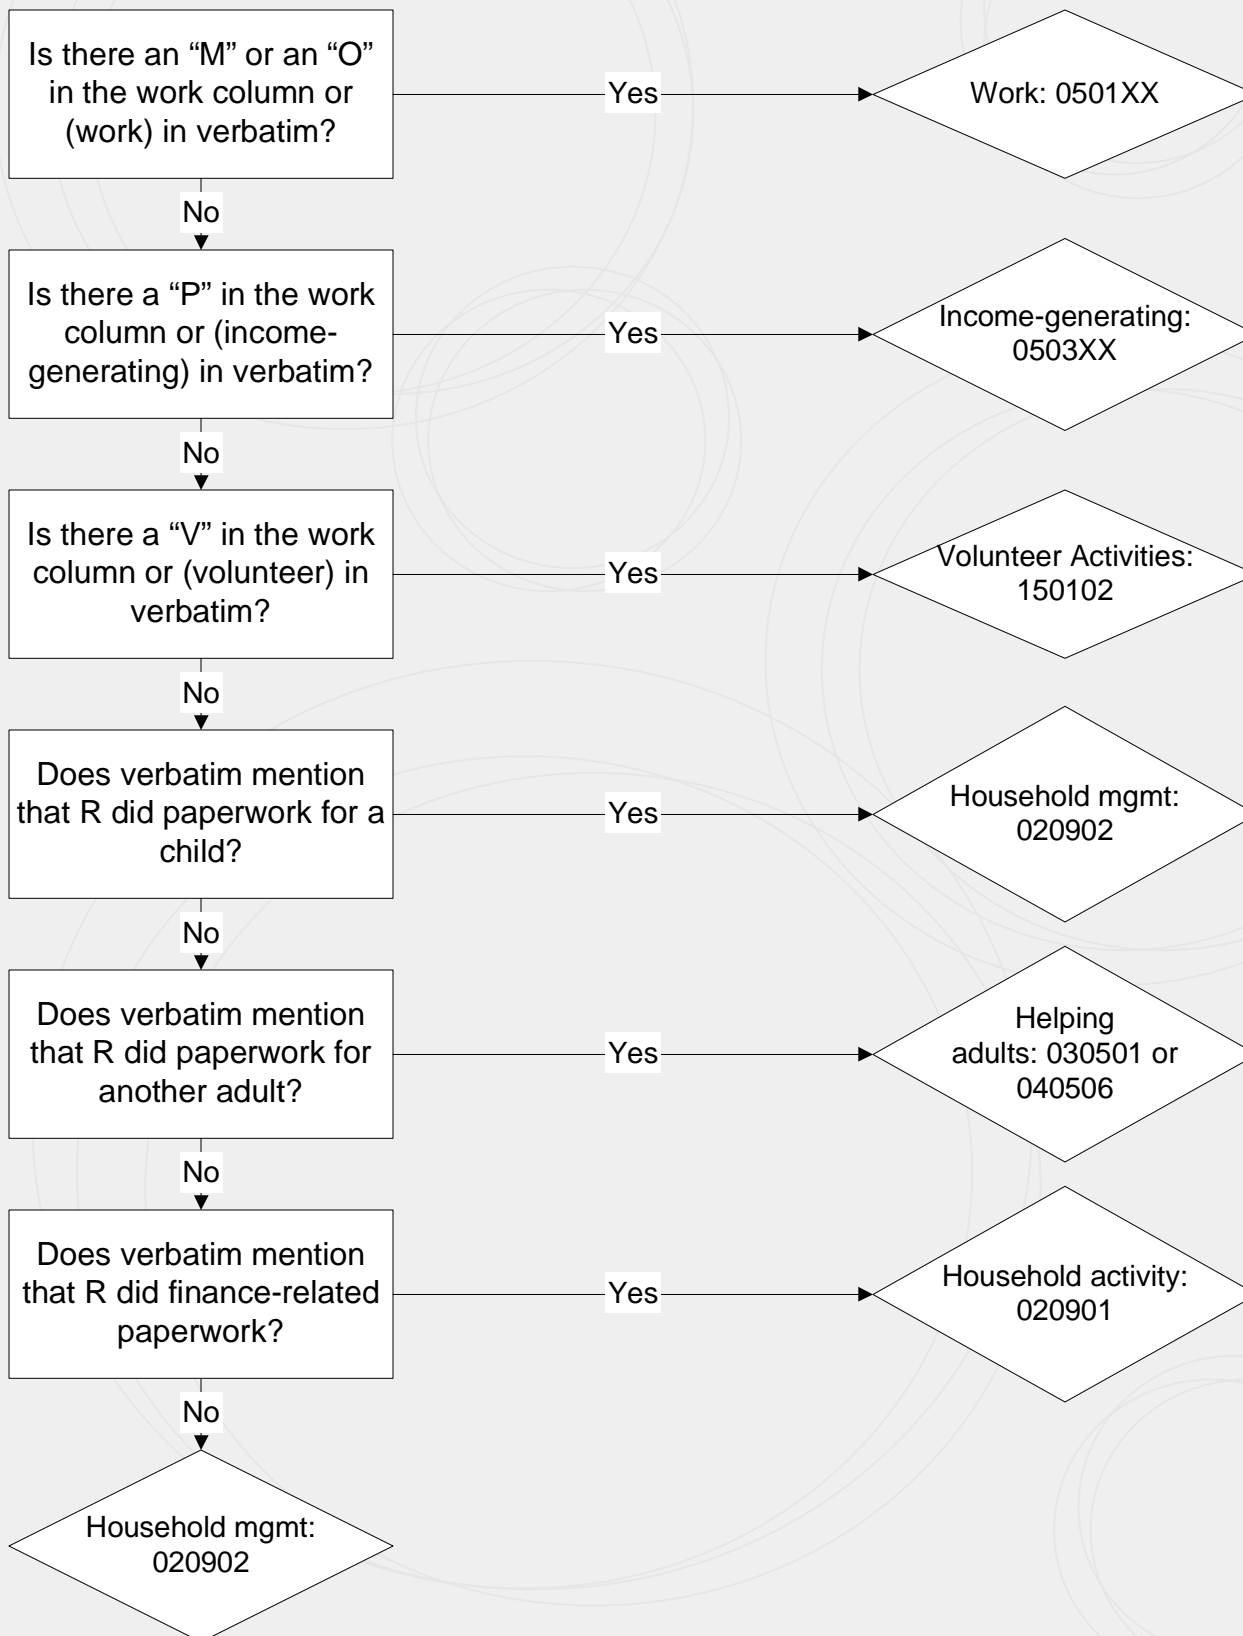 Is there an “M” or an “O”
in the work column or
(work) in verbatim?
Yes
Work: 0501XX
No
Is there a “P” in the work
column or (income-
generating) in verbatim?
Yes
Income-generating:
0503XX
No
Is there a “V” in the work
column or (volunteer) in
verbatim?
Yes
Volunteer Activities:
150102
No
Does verbatim mention
that R did paperwork for a
child?
Yes
Household mgmt:
020902
No
Does verbatim mention
that R did paperwork for
another adult?
Yes
Helping
adults: 030501 or
040506
No
Does verbatim mention
that R did finance-related
paperwork?
Yes
Household activity:
020901
No
Household mgmt:
020902